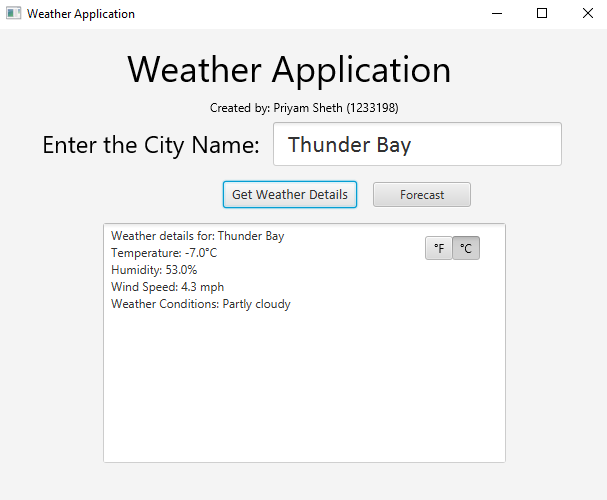 Weather Application
Weather Application
Created by: Priyam Sheth (1233198)
Enter the City Name: Thunder Bay
Get Weather Details Forecast
Weather details for: Thunder Bay
°F °C
Temperature: -7.0°C
Humidity: 53.0%
Wind Speed: 4.3 mph
Weather Conditions: Partly cloudy